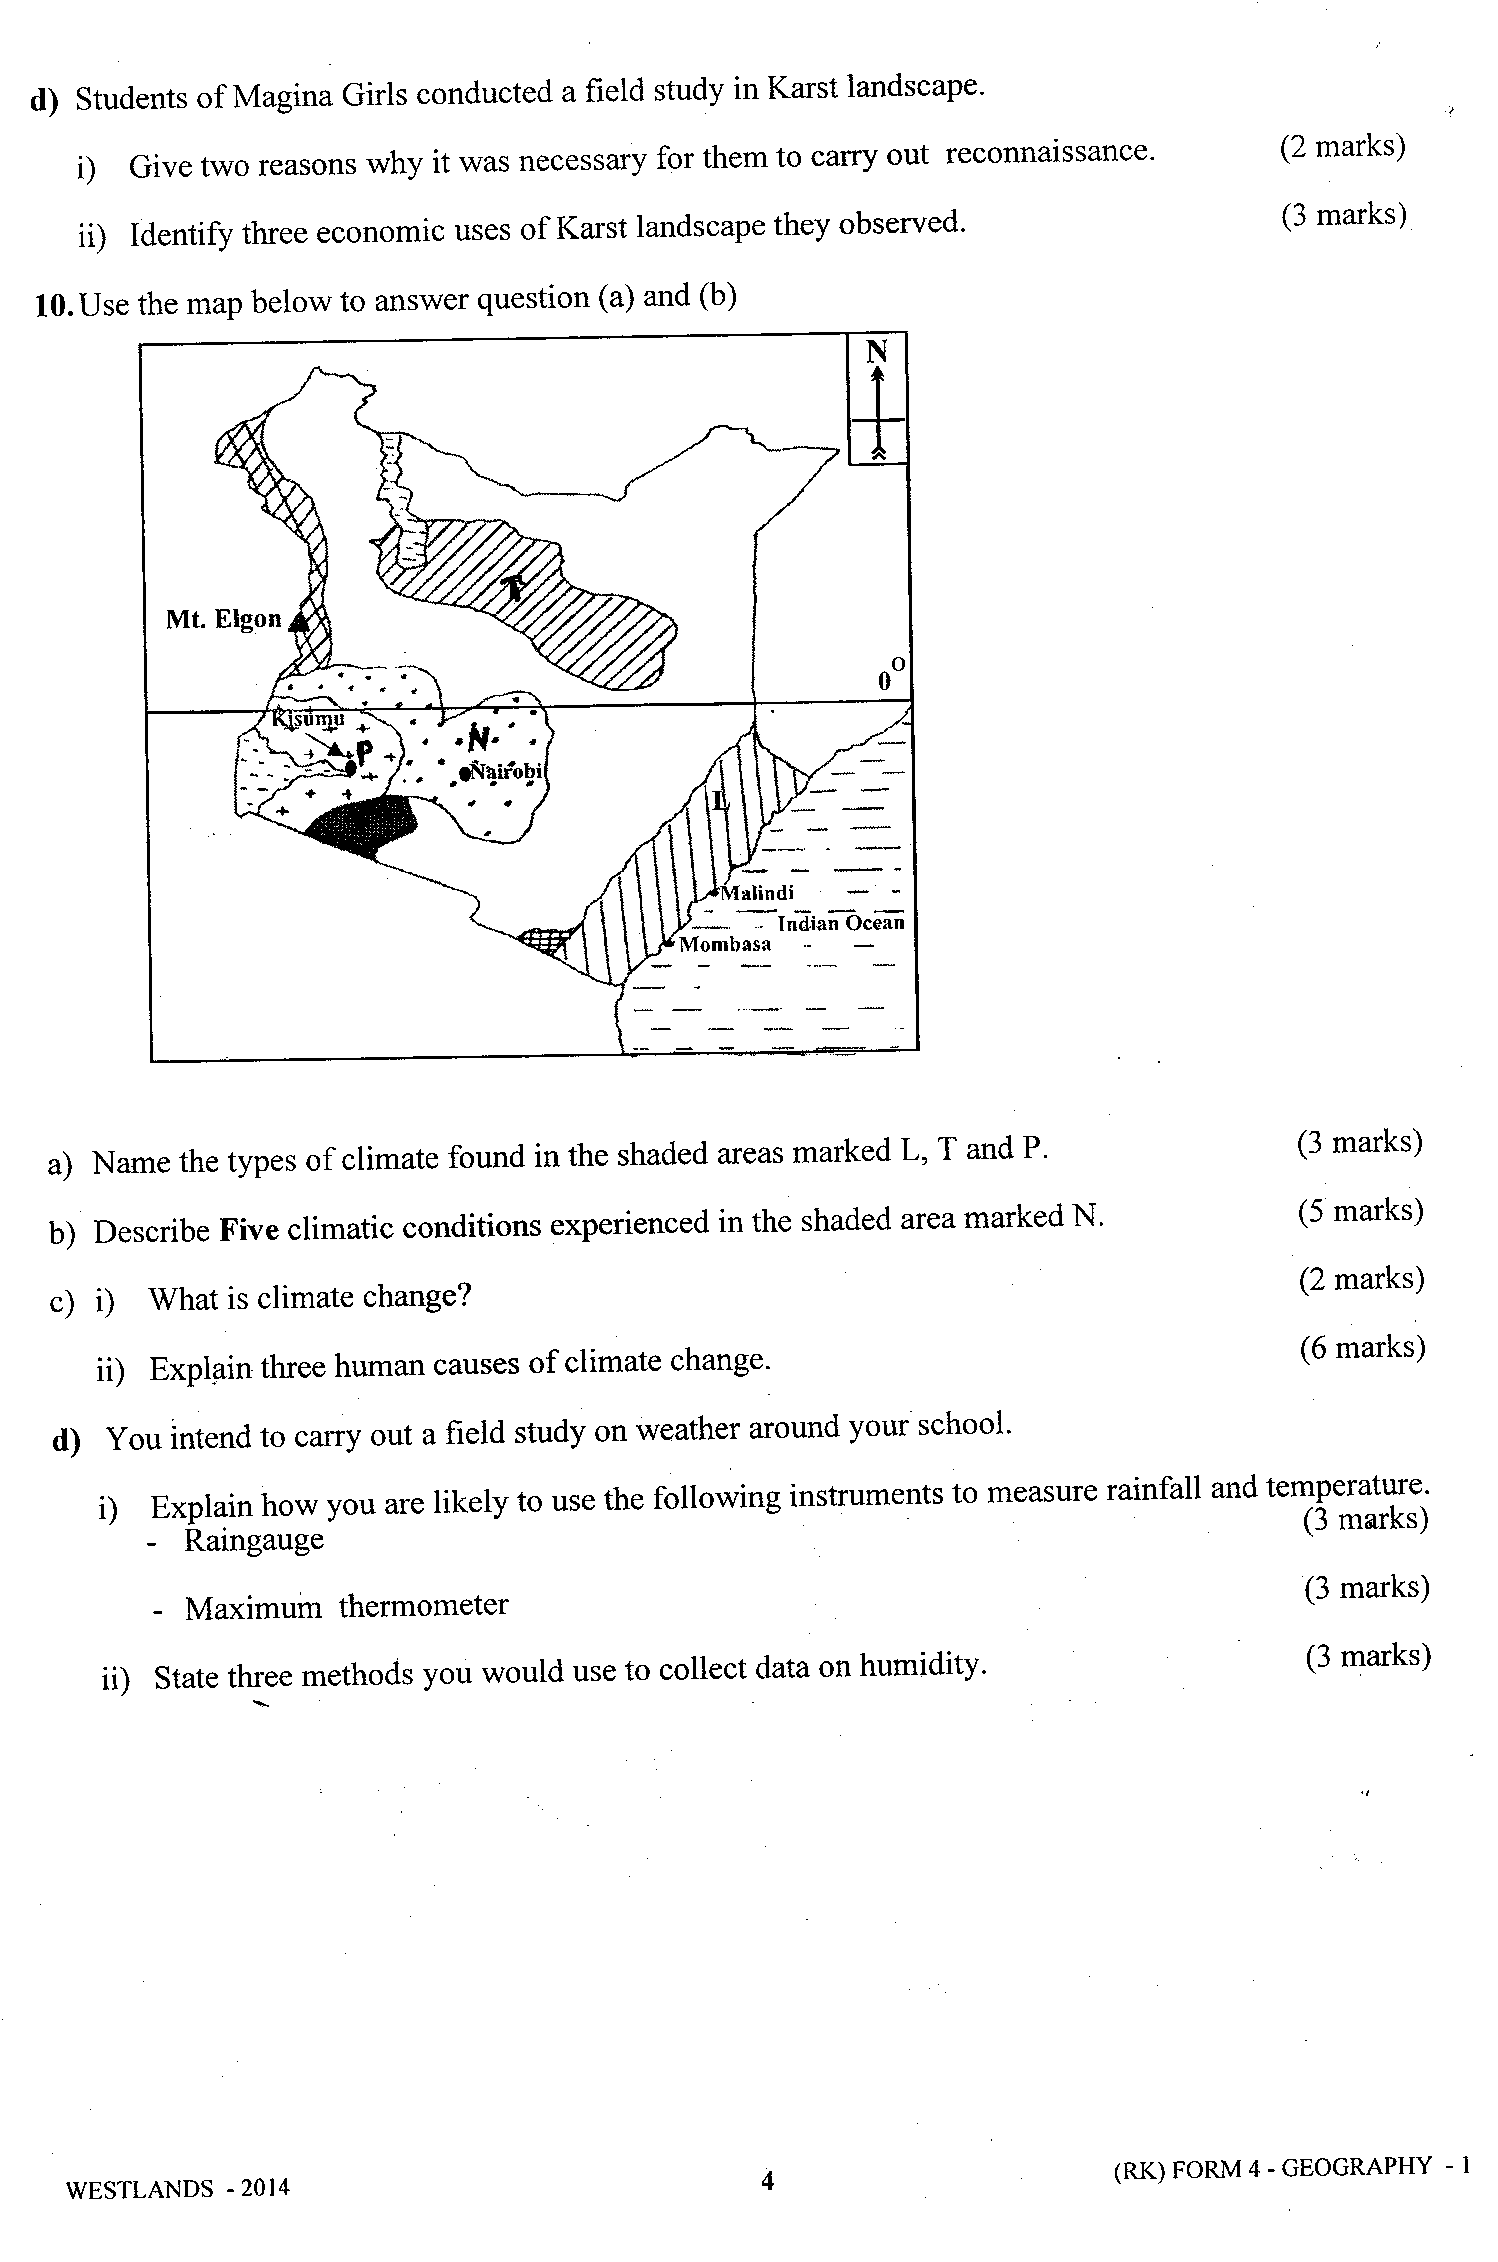 d) Students of Magina Girls conducted a field study in Karst landscape.
i) Give two reasons why it was necessary for them to carry out reconnaissance. (2 marks)
ii) Identify three economic uses of Karst landscape they observed. (3 marks)
10. Use the map below to answer question (a) and (b)
N
T
Mt. Elgon
0°
Kisumu
N
P
Nairobi
L
Malindi
Indian Ocean
Mombasa
a) Name the types of climate found in the shaded areas marked L, T and P. (3 marks)
b) Describe Five climatic conditions experienced in the shaded area marked N. (5 marks)
c) i) What is climate change? (2 marks)
ii) Explain three human causes of climate change. (6 marks)
d) You intend to carry out a field study on weather around your school.
i) Explain how you are likely to use the following instruments to measure rainfall and temperature.
- Raingauge (3 marks)
- Maximum thermometer (3 marks)
ii) State three methods you would use to collect data on humidity. (3 marks)
WESTLANDS - 2014 4 (RK) FORM 4 - GEOGRAPHY - 1